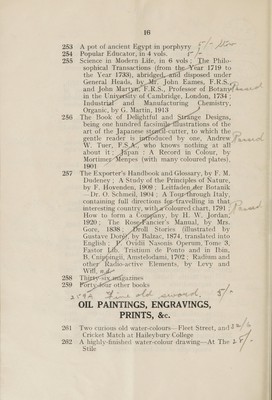 16
253 A pot of ancient Egypt in porphyry 5/-
254 Popular Educator, in 4 vols 5/-
255 Science in Modern Life, in 6 vols ; The Philo-
sophical Transactions (from the Year 1719 to
the Year 1733), abridged, and disposed under
General Heads, by Mr. John Eames, F.R.S.,
and John Martyn, F.R.S., Professor of Botany
in the University of Cambridge, London, 1734 ;
Industrial and Manufacturing Chemistry,
Organic, by G. Martin, 1913
256 The Book of Delightful and Strange Designs,
being one hundred facsimile illustrations of the
art of the Japanese stencil-cutter, to which the
gentle reader is introduced by one, Andrew
W. Tuer, F.S.A., who knows nothing at all
about it ; Japan : A Record in Colour, by
Mortimer Menpes (with many coloured plates)
1901
257 The Exporter's Handbook and Glossary, by F. M.
Dudeney ; A Study of the Principles of Nature,
by F. Hovenden, 1909 ; Leitfaden der Botanik
—Dr. O. Schmeil, 1904 ; A Tour through Italy,
containing full directions for travelling in that
interesting country, with coloured chart, 1791 ;
How to form a Company, by H. W. Jordan,
1920 ; The Rosefancier's Manual, by Mrs.
Gore, 1838 ; Droll Stories (illustrated by
Gustave Doré), by Balzac, 1874, translated into
English ; P. Ovidii Nasonis Operum, Tome 3,
Eastor Lib. Tristium de Ponto and in Ibin,
B. Cnippingii, Amstelodami, 1702 ; Radium and
other Radio-active Elements, by Levy and
Willis
258 Thirty-six magazines
259 Forty-four other books
OIL PAINTINGS, ENGRAVINGS,
PRINTS, &c.
261 Two curious old water-colours—Fleet Street, and
Cricket Match at Haileybury College
262 A highly-finished water-colour drawing—At The
Stile